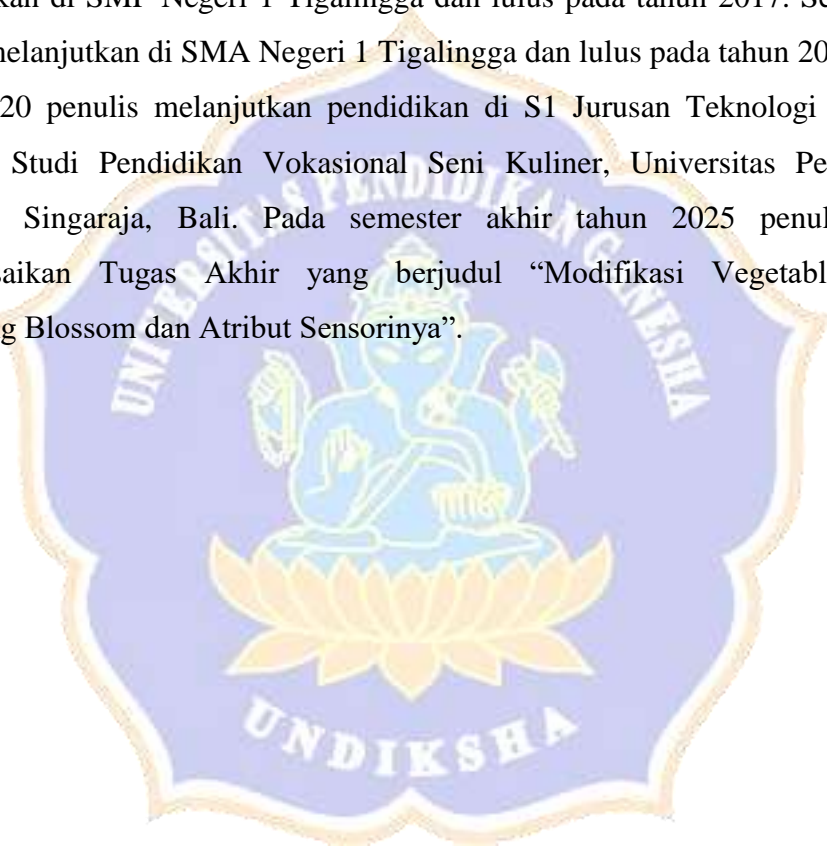 kan di SMP Negeri 1 Tigalingga dan lulus pada tahun 2017. Se
melanjutkan di SMA Negeri 1 Tigalingga dan lulus pada tahun 20
20 penulis melanjutkan pendidikan di S1 Jurusan Teknologi
Studi Pendidikan Vokasional Seni Kuliner, Universitas Pe
Singaraja, Bali. Pada semester akhir tahun 2025 penul
saikan Tugas Akhir yang berjudul “Modifikasi Vegetabl
g Blossom dan Atribut Sensorinya”.
UNIVERSITAS PENDIDIKAN GANESHA
UNDIKSHA